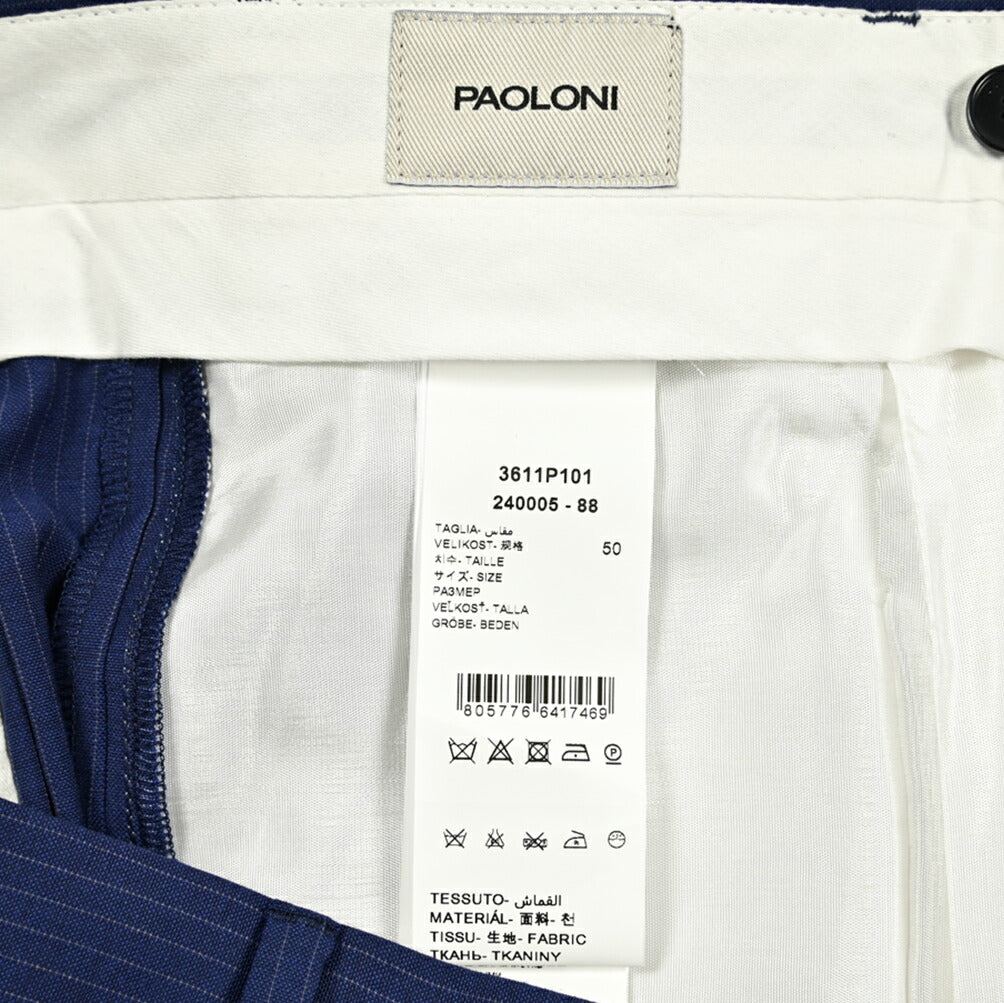 PAOLONI
3611P101
240005 - 88
TAGLIA- مقاس
VELIKOST- 规格 50
치수- TAILLE
サイズ- SIZE
РАЗМЕР
VEĽKOSŤ- TALLA
GRÖBE- BEDEN
805776 6417469
P
TESSUTO- القماش
MATERIÁL- 面料- 천
TISSU- 生地- FABRIC
ТКАНЬ- TKANINY